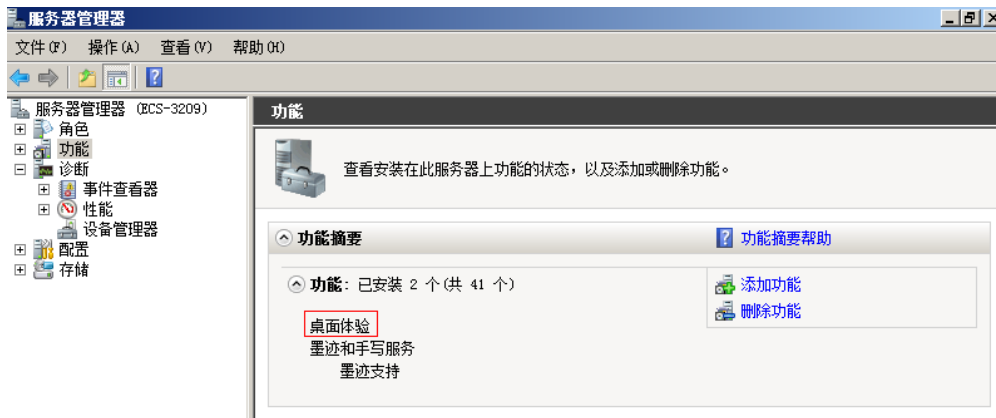 服务器管理器
文件(F) 操作(A) 查看(V) 帮助(H)
服务器管理器 (ECS-3209)
角色
功能
诊断
事件查看器
性能
设备管理器
配置
存储
功能
查看安装在此服务器上功能的状态，以及添加或删除功能。
功能摘要
功能摘要帮助
功能: 已安装 2 个(共 41 个)
添加功能
删除功能
桌面体验
墨迹和手写服务
墨迹支持